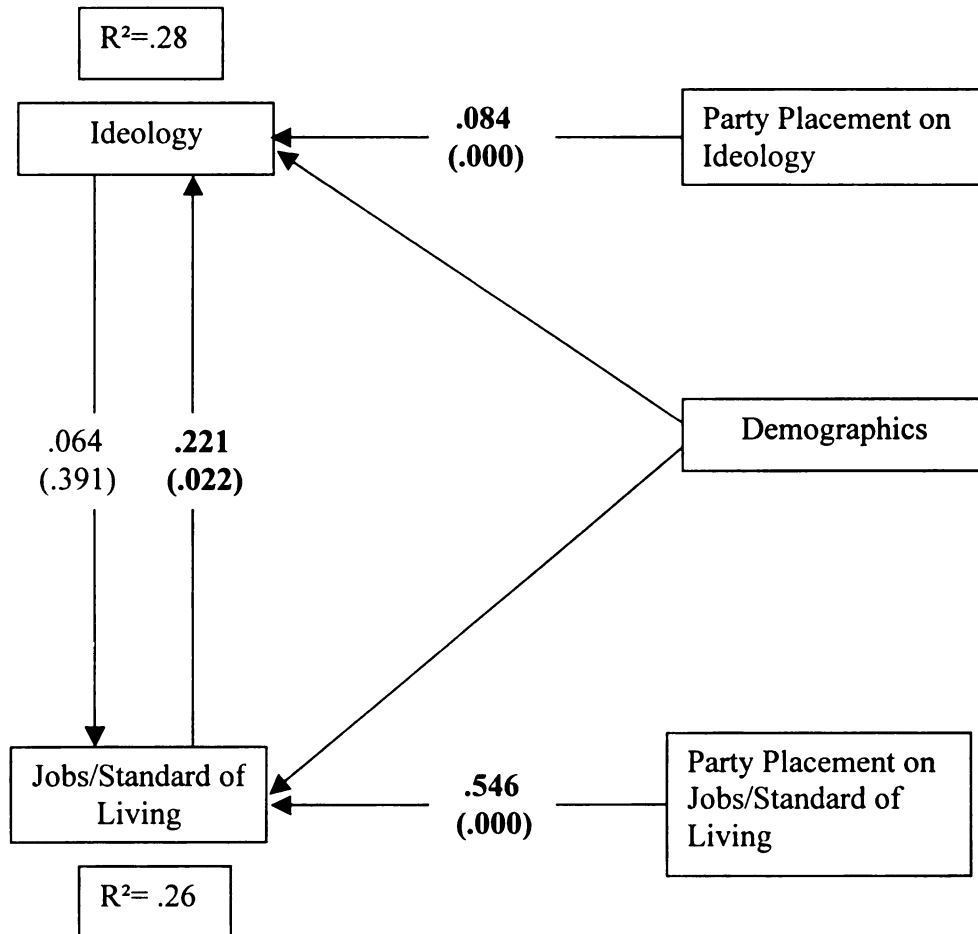 R²=.28
Ideology
.084
(.000)
Party Placement on
Ideology
.064
(.391)
.221
(.022)
Demographics
Jobs/Standard of
Living
.546
(.000)
Party Placement on
Jobs/Standard of
Living
R²= .26